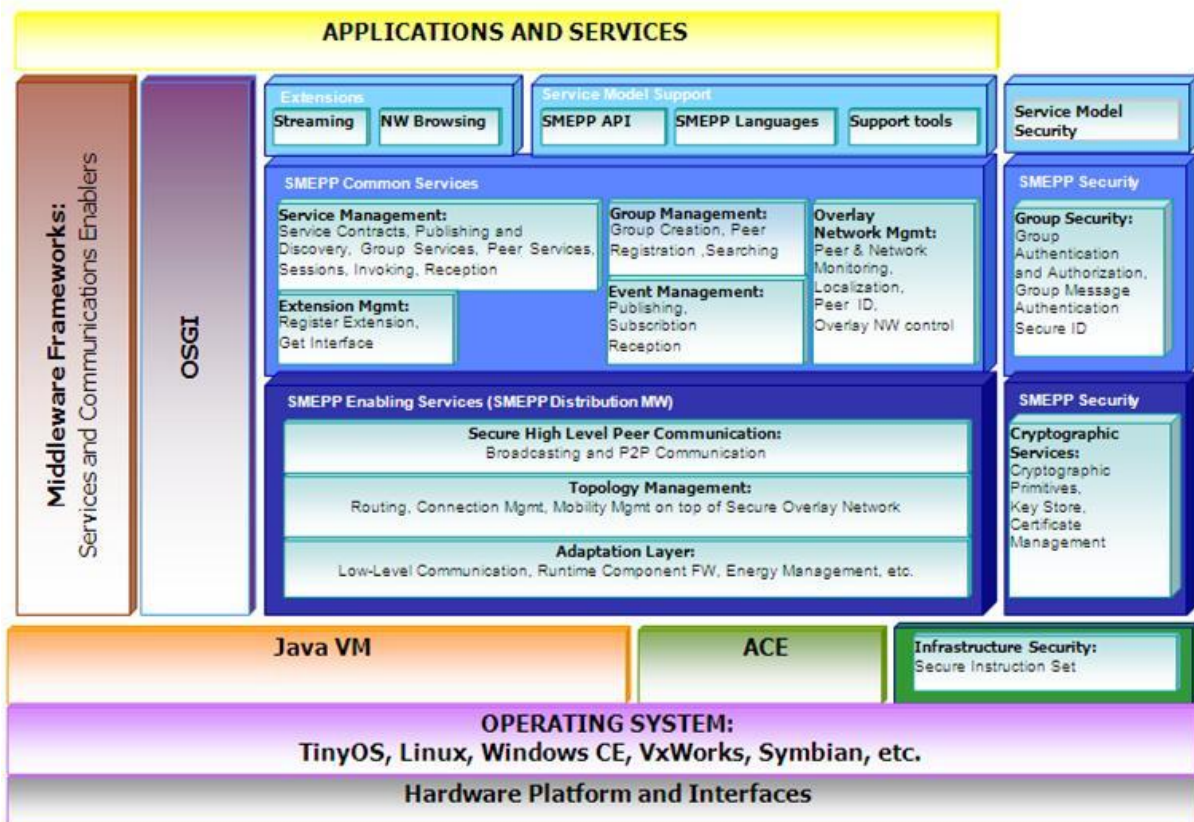 APPLICATIONS AND SERVICES
Middleware Frameworks:
Services and Communications Enablers
OSGI
Extensions
Streaming
NW Browsing
Service Model Support
SMEPP API
SMEPP Languages
Support tools
Service Model
Security
SMEPP Common Services
Service Management:
Service Contracts, Publishing and
Discovery, Group Services, Peer Services,
Sessions, Invoking, Reception
Extension Mgmt:
Register Extension,
Get Interface
Group Management:
Group Creation, Peer
Registration ,Searching
Event Management:
Publishing,
Subscribtion
Reception
Overlay
Network Mgmt:
Peer & Network
Monitoring,
Localization,
Peer ID,
Overlay NW control
SMEPP Security
Group Security:
Group
Authentication
and Authorization,
Group Message
Authentication
Secure ID
SMEPP Enabling Services (SMEPP Distribution MW)
Secure High Level Peer Communication:
Broadcasting and P2P Communication
Topology Management:
Routing, Connection Mgmt, Mobility Mgmt on top of Secure Overlay Network
Adaptation Layer:
Low-Level Communication, Runtime Component FW, Energy Management, etc.
SMEPP Security
Cryptographic
Services:
Cryptographic
Primitives,
Key Store,
Certificate
Management
Java VM
ACE
Infrastructure Security:
Secure Instruction Set
OPERATING SYSTEM:
TinyOS, Linux, Windows CE, VxWorks, Symbian, etc.
Hardware Platform and Interfaces